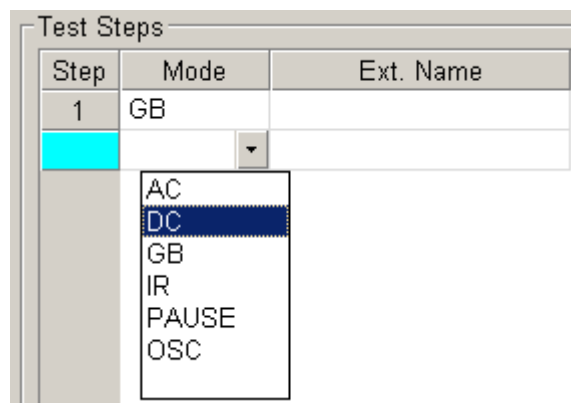 Test Steps
Step Mode Ext. Name
1 GB
AC
DC
GB
IR
PAUSE
OSC